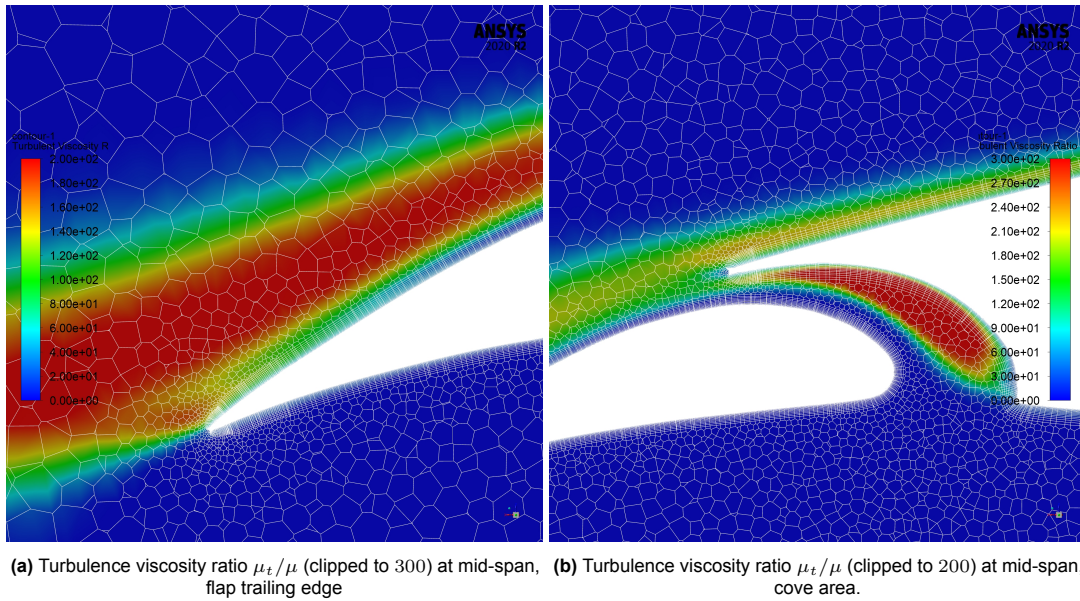 ANSYS
2020 R2
contour-1
Turbulent Viscosity R
2.00e+02
1.80e+02
1.60e+02
1.40e+02
1.20e+02
1.00e+02
8.00e+01
6.00e+01
4.00e+01
2.00e+01
0.00e+00
ANSYS
2020 R2
Viscosity Ratio
3.00e+02
2.70e+02
2.40e+02
2.10e+02
1.80e+02
1.50e+02
1.20e+02
9.00e+01
6.00e+01
3.00e+01
0.00e+00
(a) Turbulence viscosity ratio μt/μ (clipped to 300) at mid-span,
flap trailing edge
(b) Turbulence viscosity ratio μt/μ (clipped to 200) at mid-span,
cove area.